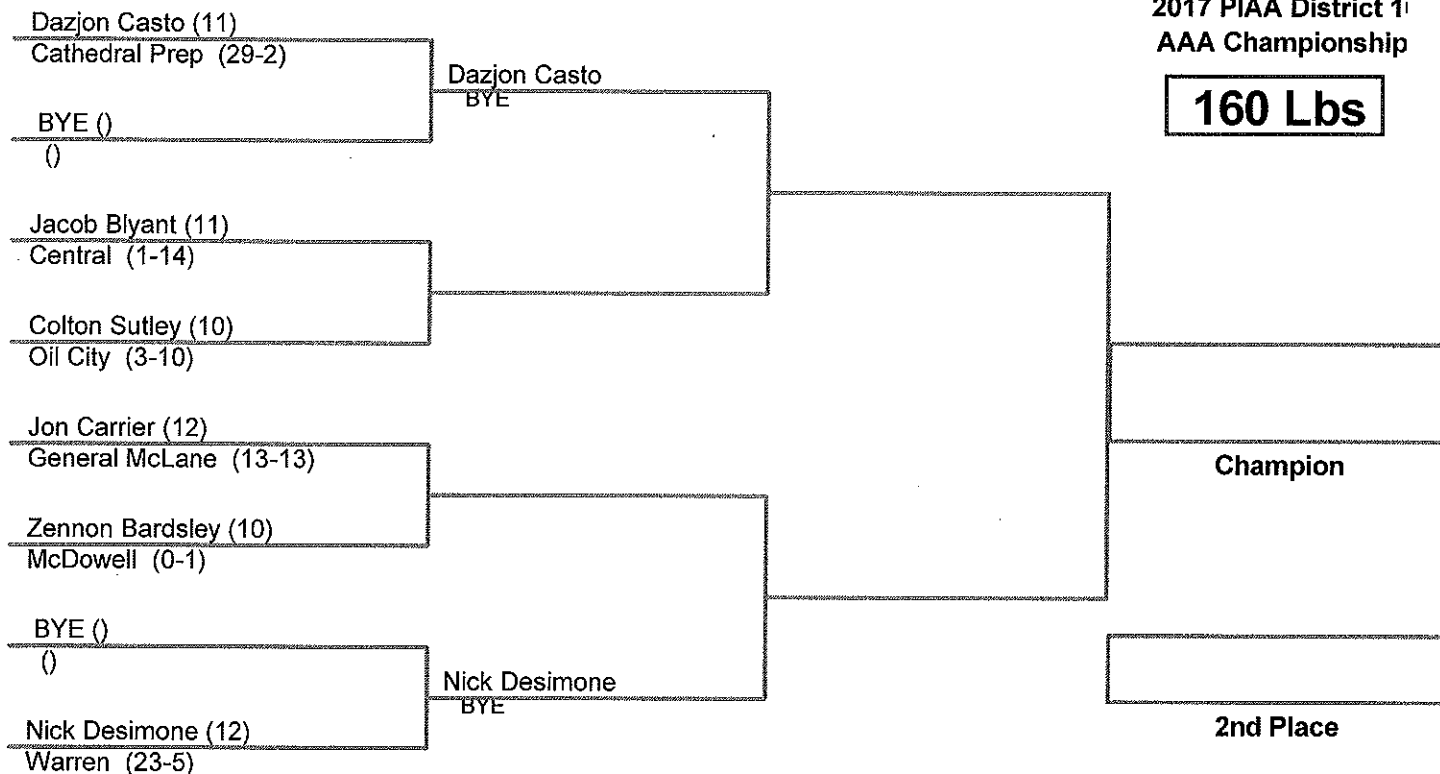 2017 PIAA District 1
AAA Championship
160 Lbs
Dazjon Casto (11)
Cathedral Prep (29-2)
BYE ()
()
Jacob Blyant (11)
Central (1-14)
Colton Sutley (10)
Oil City (3-10)
Jon Carrier (12)
General McLane (13-13)
Zennon Bardsley (10)
McDowell (0-1)
BYE ()
()
Nick Desimone (12)
Warren (23-5)
Dazjon Casto
BYE
Nick Desimone
BYE
Champion
2nd Place